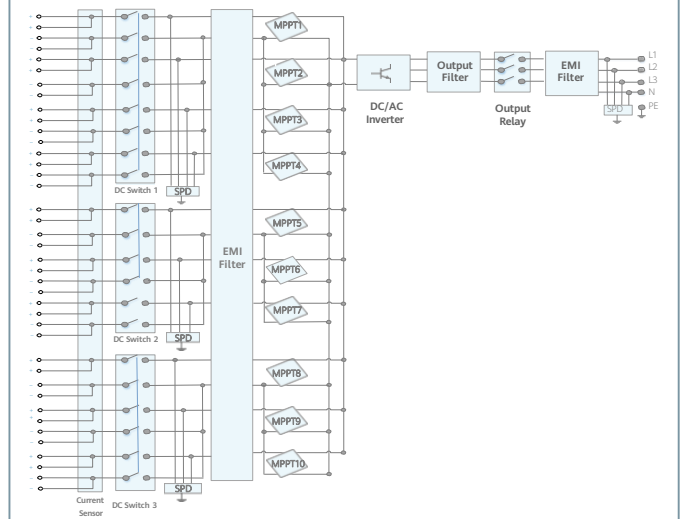 MPPT1
MPPT2
MPPT3
MPPT4
DC Switch 1
SPD
MPPT5
MPPT6
MPPT7
DC Switch 2
SPD
EMI
Filter
MPPT8
MPPT9
MPPT10
SPD
Current
Sensor
DC Switch 3
DC/AC
Inverter
Output
Filter
Output
Relay
EMI
Filter
L1
L2
L3
N
PE
SPD